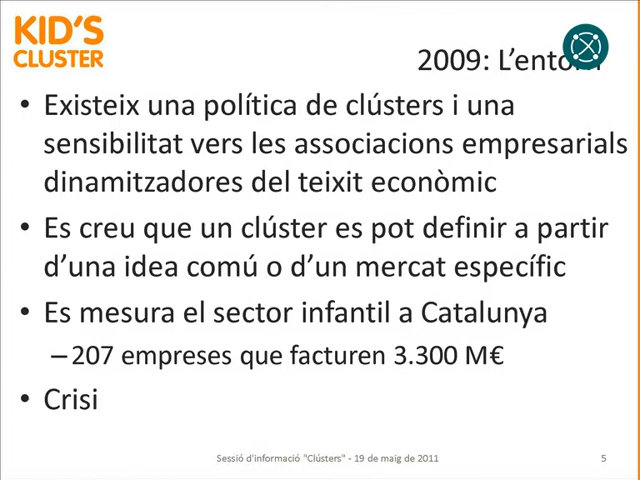 KID'S
CLUSTER
2009: L'entorn
• Existeix una política de clústers i una
sensibilitat vers les associacions empresarials
dinamitzadores del teixit econòmic
• Es creu que un clúster es pot definir a partir
d'una idea comú o d'un mercat específic
• Es mesura el sector infantil a Catalunya
–207 empreses que facturen 3.300 M€
• Crisi
Sessió d'informació "Clústers" - 19 de maig de 2011
5